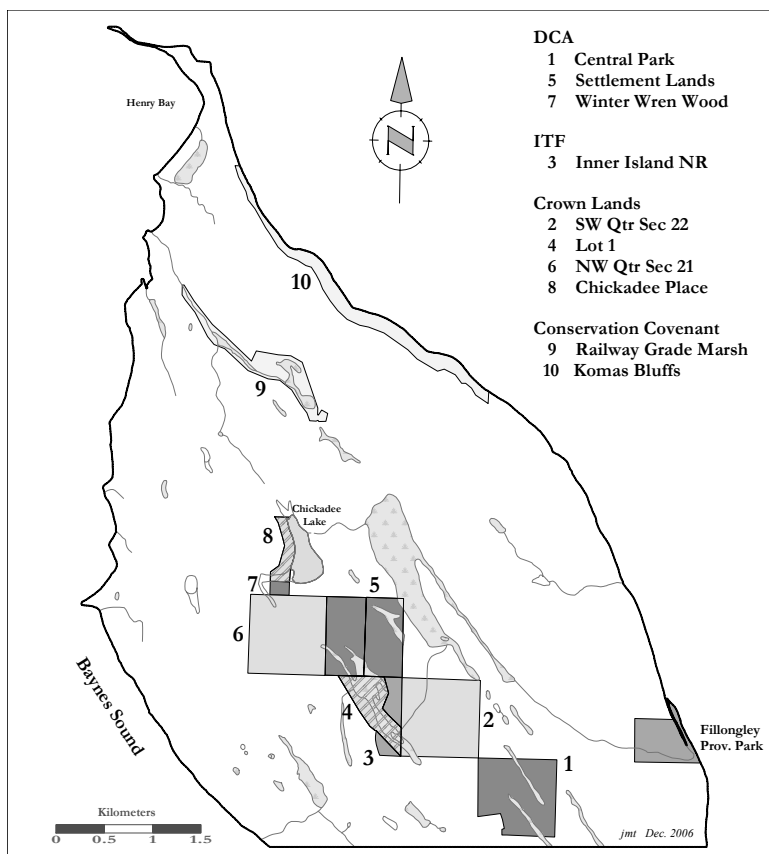 DCA
1 Central Park
5 Settlement Lands
7 Winter Wren Wood
ITF
3 Inner Island NR
Crown Lands
2 SW Qtr Sec 22
4 Lot 1
6 NW Qtr Sec 21
8 Chickadee Place
Conservation Covenant
9 Railway Grade Marsh
10 Komas Bluffs
Henry Bay
N
10
9
Chickadee
Lake
8
7
5
6
4
2
3
1
Baynes Sound
Fillongley
Prov. Park
Kilometers
0 0.5 1 1.5
jmt Dec. 2006